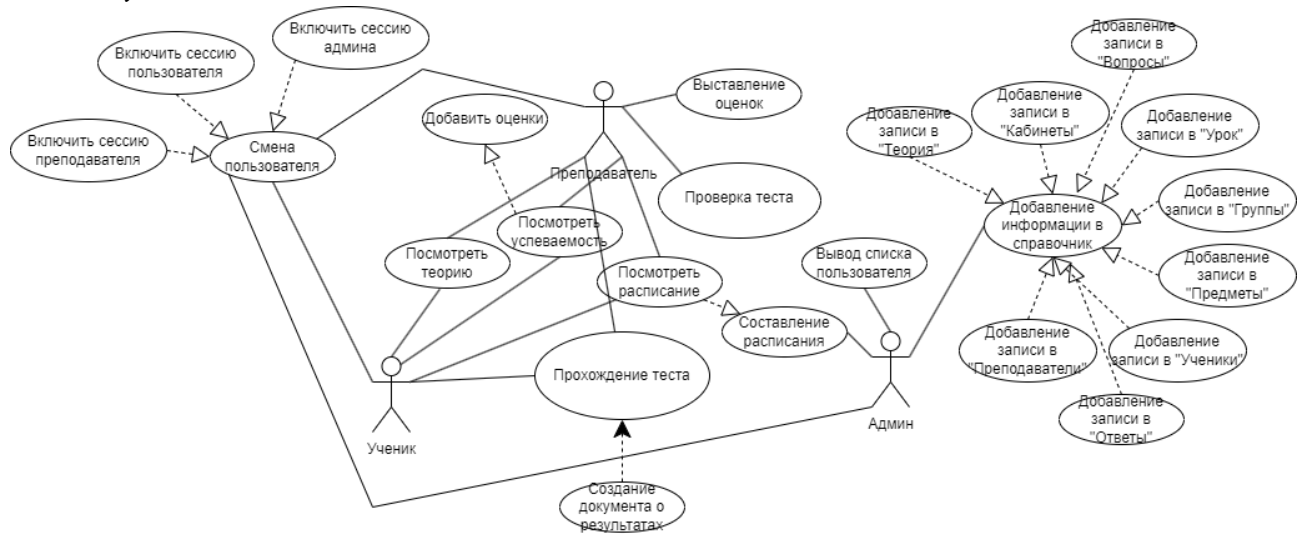 Включить сессию
админа
Включить сессию
пользователя
Включить сессию
преподавателя
Смена
пользователя
Добавить оценки
Преподаватель
Выставление
оценок
Проверка теста
Посмотреть
теорию
Посмотреть
успеваемость
Посмотреть
расписание
Составление
расписания
Вывод списка
пользователя
Прохождение теста
Ученик
Админ
Создание
документа о
результатах
Добавление
записи в
"Вопросы"
Добавление
записи в
"Кабинеты"
Добавление
записи в
"Теория"
Добавление
записи в "Урок"
Добавление
информации в
справочник
Добавление
записи в "Группы"
Добавление
записи в
"Предметы"
Добавление
записи в
"Преподаватели"
Добавление
записи в "Ученики"
Добавление
записи в
"Ответы"